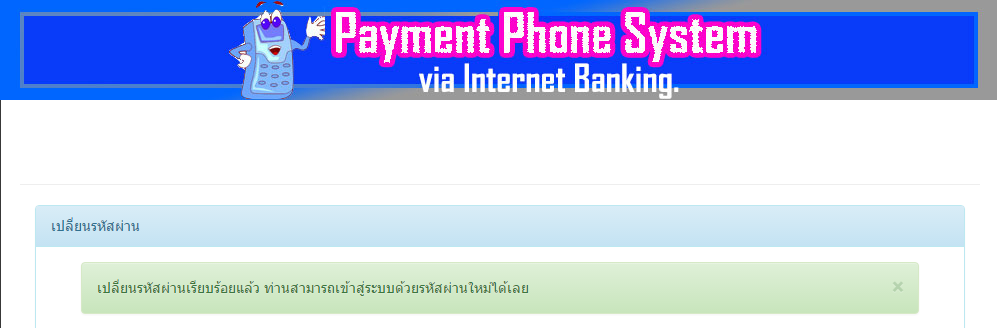 Payment Phone System
via Internet Banking.
เปลี่ยนรหัสผ่าน
เปลี่ยนรหัสผ่านเรียบร้อยแล้ว ท่านสามารถเข้าสู่ระบบด้วยรหัสผ่านใหม่ได้เลย ×